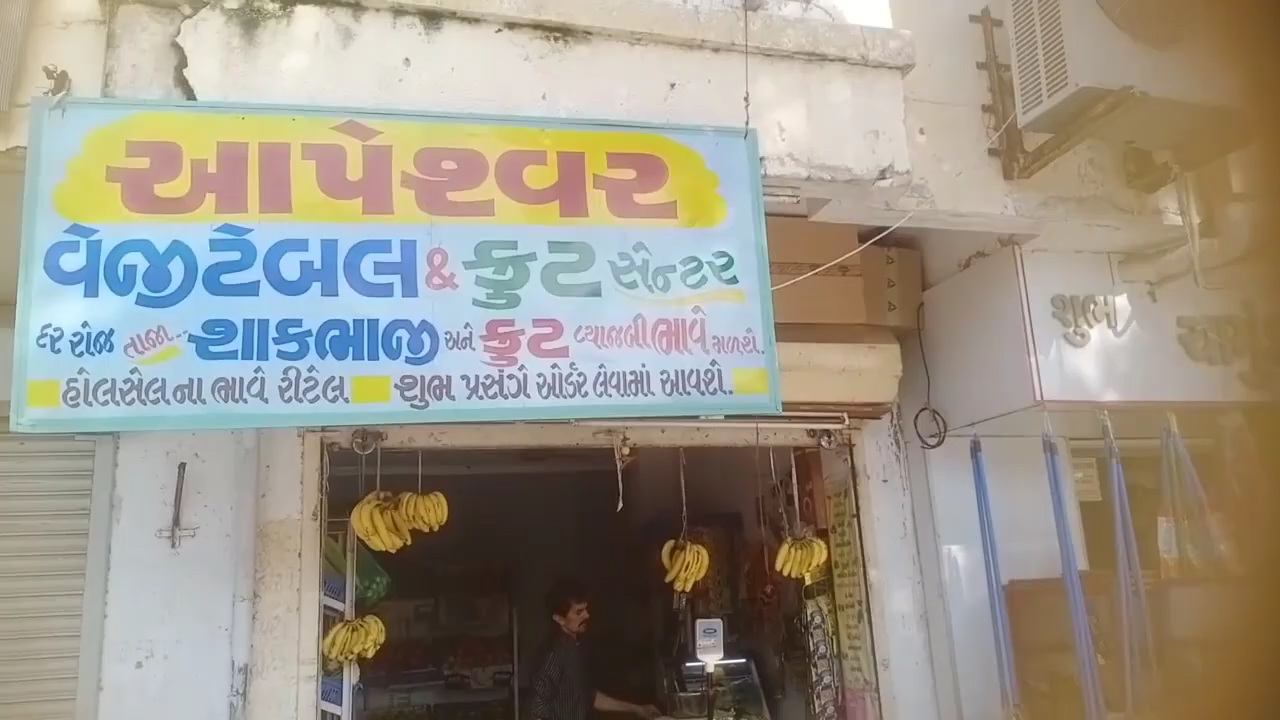 આપેશ્વર
વેજીટેબલ & ફ્રુટ સેન્ટર
દર રોજ તાજા... શાકભાજી અને ફ્રુટ વ્યાજબી ભાવે મળશે.
હોલસેલના ભાવે રીટેલ શુભ પ્રસંગે ઓર્ડર લેવામાં આવશે.
શુભ